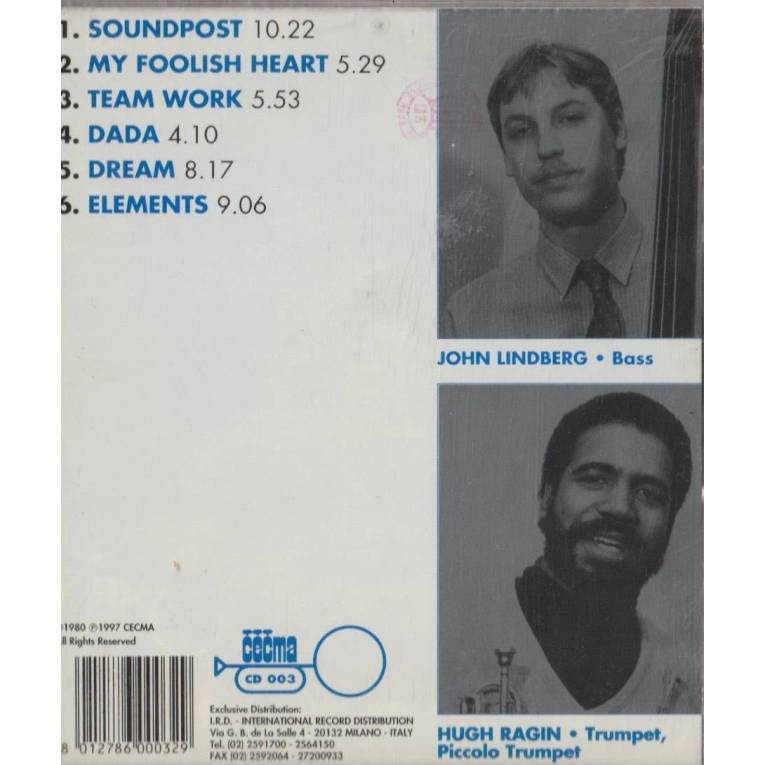 1. SOUNDPOST 10.22
2. MY FOOLISH HEART 5.29
3. TEAM WORK 5.53
4. DADA 4.10
5. DREAM 8.17
6. ELEMENTS 9.06
JOHN LINDBERG • Bass
HUGH RAGIN • Trumpet,
Piccolo Trumpet
1980 ℗1997 CECMA
ll Rights Reserved
cecma
CD 003
8 012786 000329
Exclusive Distribution:
I.R.D. - INTERNATIONAL RECORD DISTRIBUTION
Via G. B. de La Salle 4 - 20132 MILANO - ITALY
Tel. (02) 2591700 - 2564150
FAX (02) 2592064 - 27200933